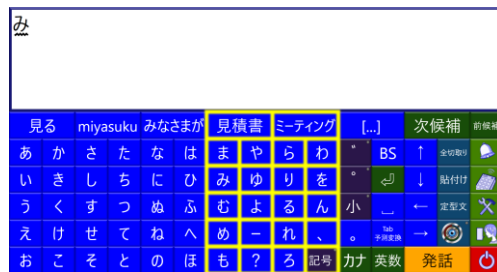 み
見る miyasuku みなさまが 見積書 ミーティング [...] 次候補 前候補
あ か さ た な は ま や ら わ ゛ BS ↑ 全切取り
い き し ち に ひ み ゆ り を ゜ ↓ 貼付け
う く す つ ぬ ふ む よ る ん 小 ← 定型文
え け せ て ね へ め － れ 、 。 Tab 予測変換 →
お こ そ と の ほ も ? ろ 記号 カナ 英数 発話